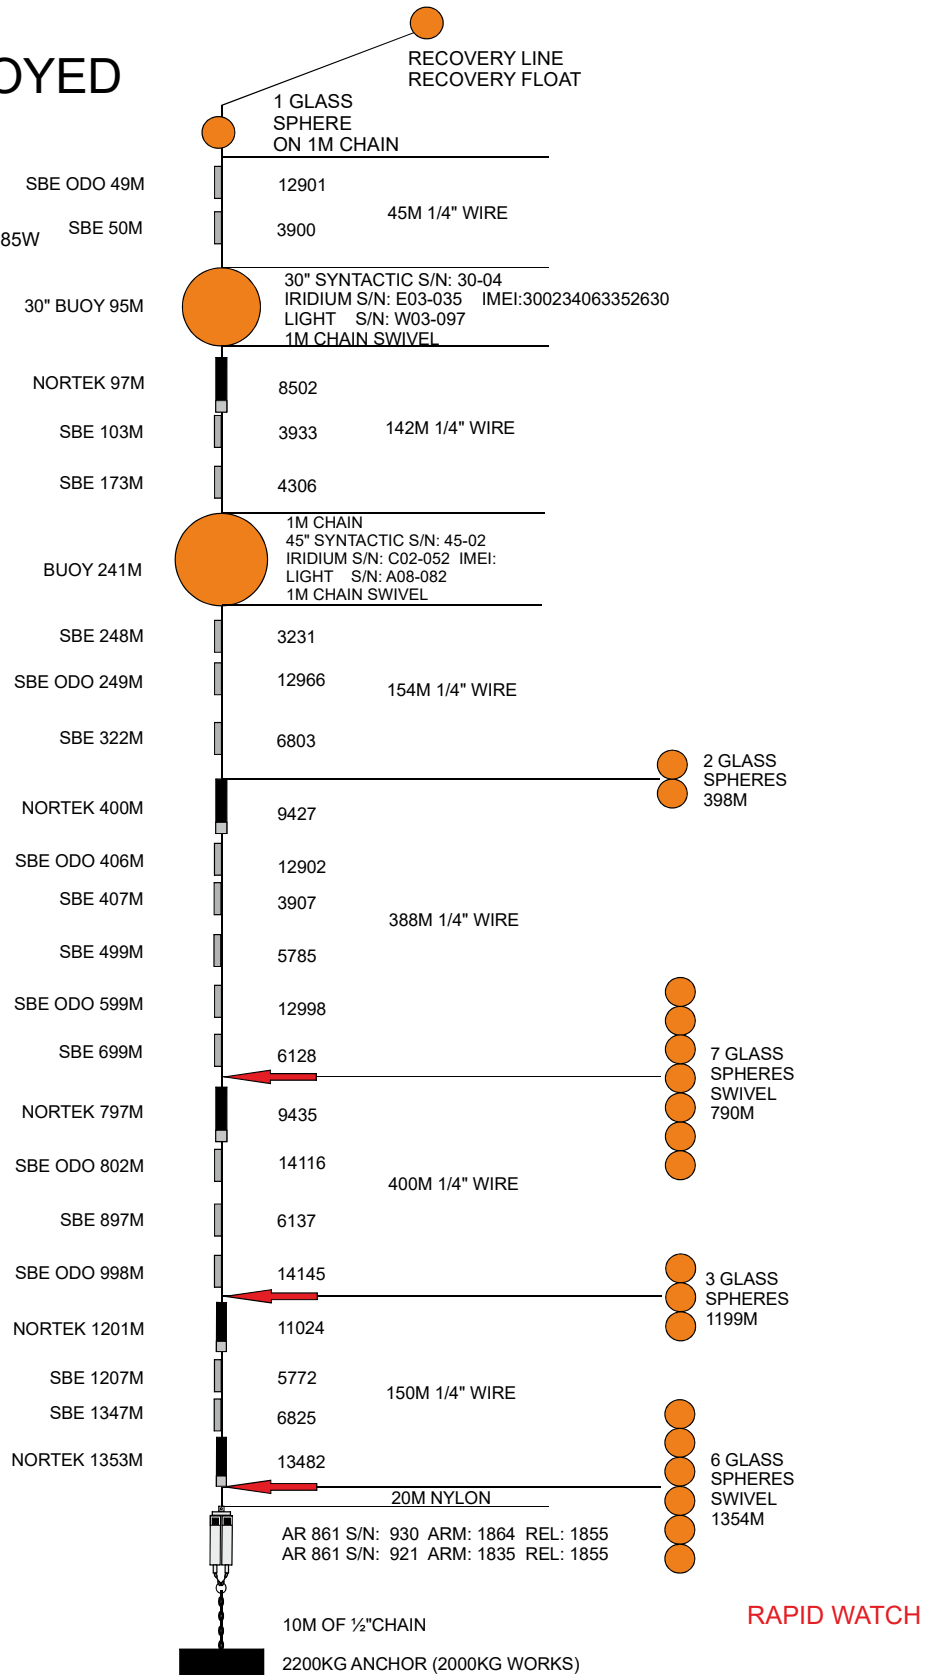 RECOVERY LINE
RECOVERY FLOAT
OYED
1 GLASS
SPHERE
ON 1M CHAIN
SBE ODO 49M
12901
45M 1/4" WIRE
SBE 50M
3900
85W
30" SYNTACTIC S/N: 30-04
IRIDIUM S/N: E03-035 IMEI:300234063352630
LIGHT S/N: W03-097
1M CHAIN SWIVEL
30" BUOY 95M
NORTEK 97M
8502
142M 1/4" WIRE
SBE 103M
3933
SBE 173M
4306
1M CHAIN
45" SYNTACTIC S/N: 45-02
IRIDIUM S/N: C02-052 IMEI:
LIGHT S/N: A08-082
1M CHAIN SWIVEL
BUOY 241M
SBE 248M
3231
SBE ODO 249M
12966
154M 1/4" WIRE
SBE 322M
6803
2 GLASS
SPHERES
398M
NORTEK 400M
9427
SBE ODO 406M
12902
SBE 407M
3907
388M 1/4" WIRE
SBE 499M
5785
SBE ODO 599M
12998
SBE 699M
6128
7 GLASS
SPHERES
SWIVEL
790M
NORTEK 797M
9435
SBE ODO 802M
14116
400M 1/4" WIRE
SBE 897M
6137
SBE ODO 998M
14145
3 GLASS
SPHERES
1199M
NORTEK 1201M
11024
SBE 1207M
5772
150M 1/4" WIRE
SBE 1347M
6825
NORTEK 1353M
13482
6 GLASS
SPHERES
SWIVEL
1354M
20M NYLON
AR 861 S/N: 930 ARM: 1864 REL: 1855
AR 861 S/N: 921 ARM: 1835 REL: 1855
RAPID WATCH
10M OF ½"CHAIN
2200KG ANCHOR (2000KG WORKS)